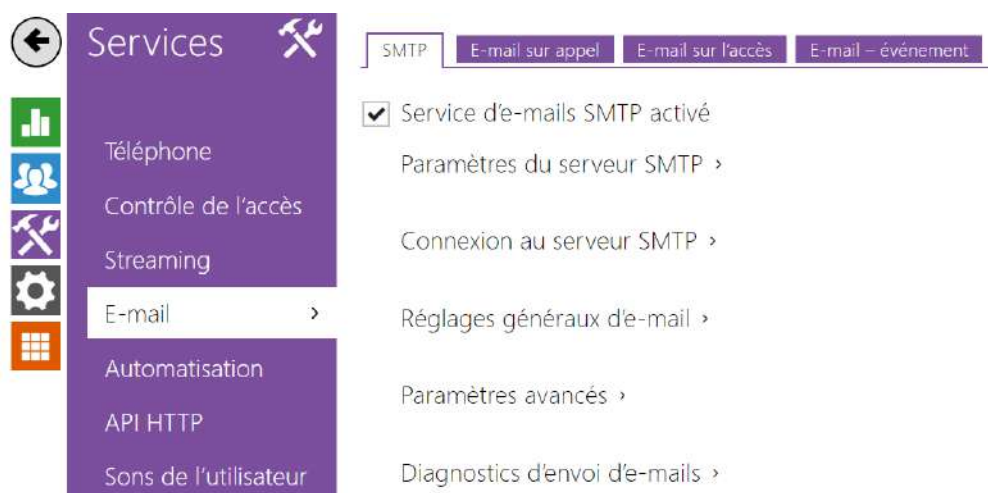 Services
SMTP
E-mail sur appel
E-mail sur l'accès
E-mail – événement
Service d'e-mails SMTP activé
Téléphone
Paramètres du serveur SMTP ›
Contrôle de l'accès
Connexion au serveur SMTP ›
Streaming
E-mail ›
Réglages généraux d'e-mail ›
Automatisation
Paramètres avancés ›
API HTTP
Sons de l'utilisateur
Diagnostics d'envoi d'e-mails ›